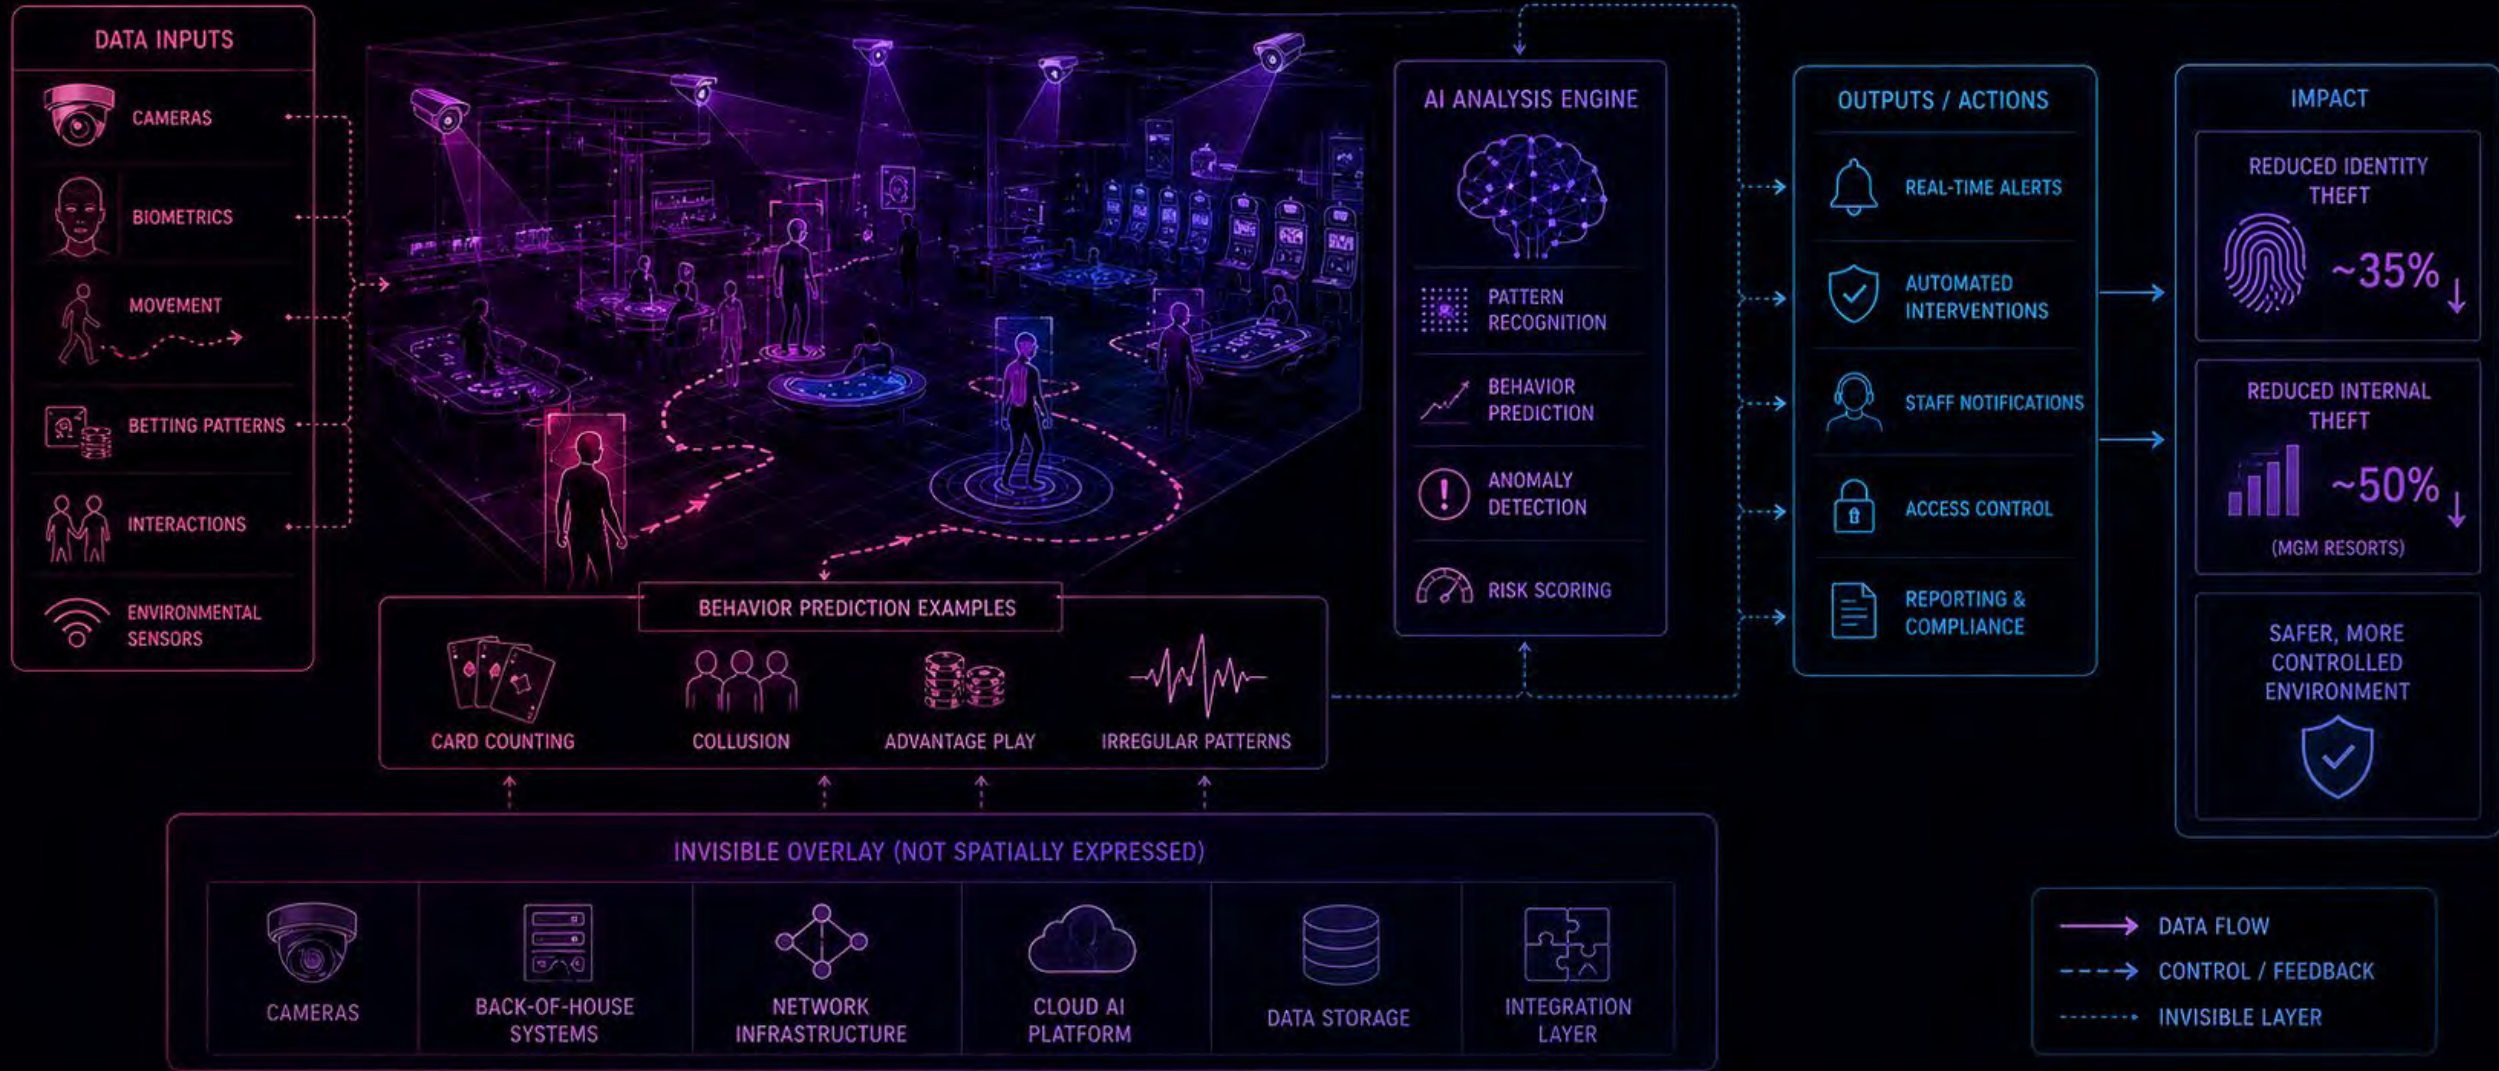 DATA INPUTS
CAMERAS
BIOMETRICS
MOVEMENT
BETTING PATTERNS
INTERACTIONS
ENVIRONMENTAL
SENSORS
BEHAVIOR PREDICTION EXAMPLES
CARD COUNTING
COLLUSION
ADVANTAGE PLAY
IRREGULAR PATTERNS
AI ANALYSIS ENGINE
PATTERN
RECOGNITION
BEHAVIOR
PREDICTION
ANOMALY
DETECTION
RISK SCORING
OUTPUTS / ACTIONS
REAL-TIME ALERTS
AUTOMATED
INTERVENTIONS
STAFF NOTIFICATIONS
ACCESS CONTROL
REPORTING &
COMPLIANCE
IMPACT
REDUCED IDENTITY
THEFT
~35%
REDUCED INTERNAL
THEFT
~50%
(MGM RESORTS)
SAFER, MORE
CONTROLLED
ENVIRONMENT
INVISIBLE OVERLAY (NOT SPATIALLY EXPRESSED)
CAMERAS
BACK-OF-HOUSE
SYSTEMS
NETWORK
INFRASTRUCTURE
CLOUD AI
PLATFORM
DATA STORAGE
INTEGRATION
LAYER
DATA FLOW
CONTROL / FEEDBACK
INVISIBLE LAYER